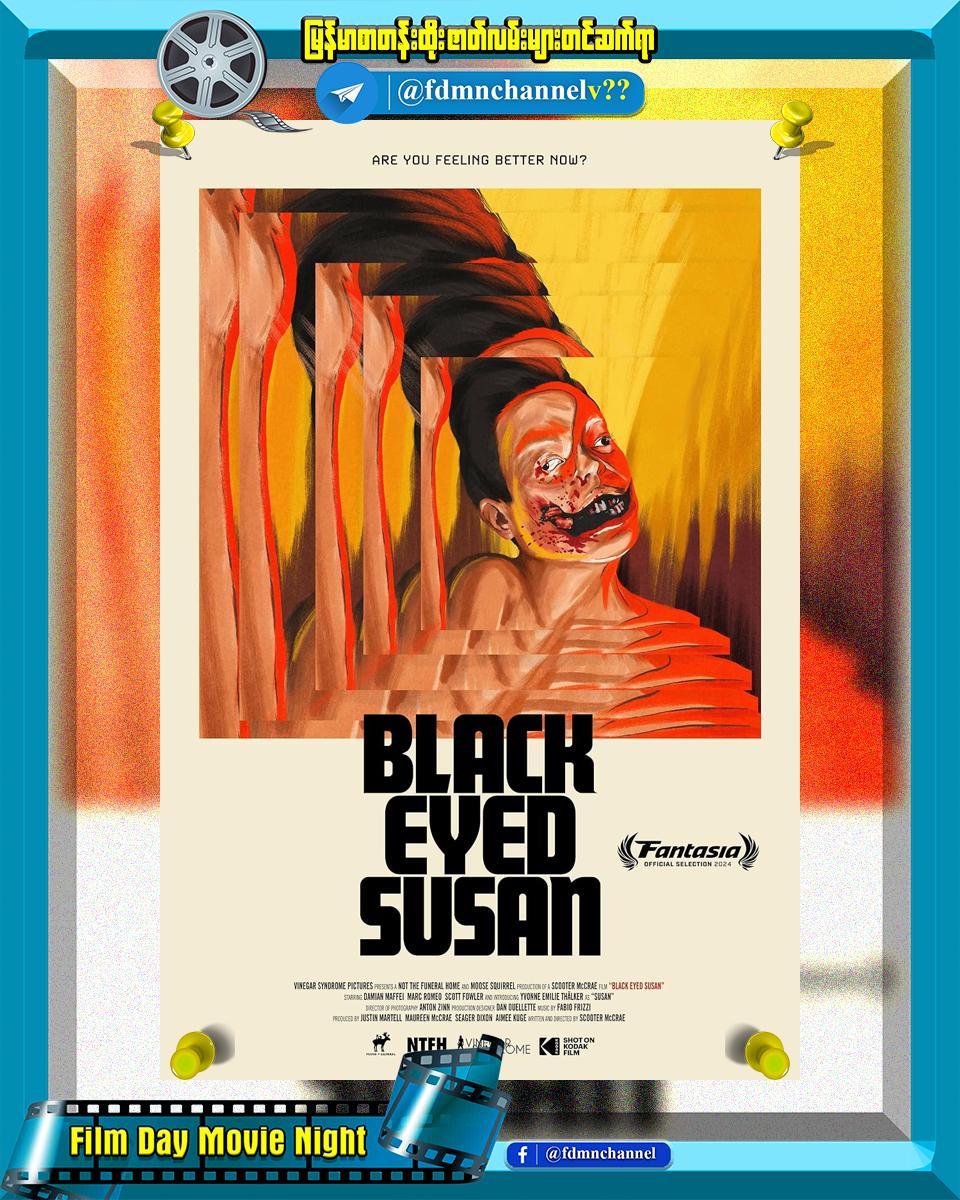 မြန်မာစာတန်းထိုးဇာတ်လမ်းများတင်ဆက်ရာ
@fdmnchannelv??
ARE YOU FEELING BETTER NOW?
BLACK
EYED
SUSAN
Fantasia
OFFICIAL SELECTION 2024
VINEGAR SYNDROME PICTURES PRESENTS A NOT THE FUNERAL HOME AND MOOSE SQUIRREL PRODUCTION OF A SCOOTER McCRAE FILM "BLACK EYED SUSAN"
STARRING DAMIAN MAFFEI MARC ROMEO SCOTT FOWLER AND INTRODUCING YVONNE EMILIE THÄLKER AS "SUSAN"
DIRECTOR OF PHOTOGRAPHY ANTON ZINN PRODUCTION DESIGNER DAN OUELLETTE MUSIC BY FABIO FRIZZI
PRODUCED BY JUSTIN MARTELL MAUREEN McCRAE SEAGER DIXON AIMEE KUGE WRITTEN AND DIRECTED BY SCOOTER McCRAE
NTFH
SHOT ON
KODAK
FILM
Film Day Movie Night
@fdmnchannel